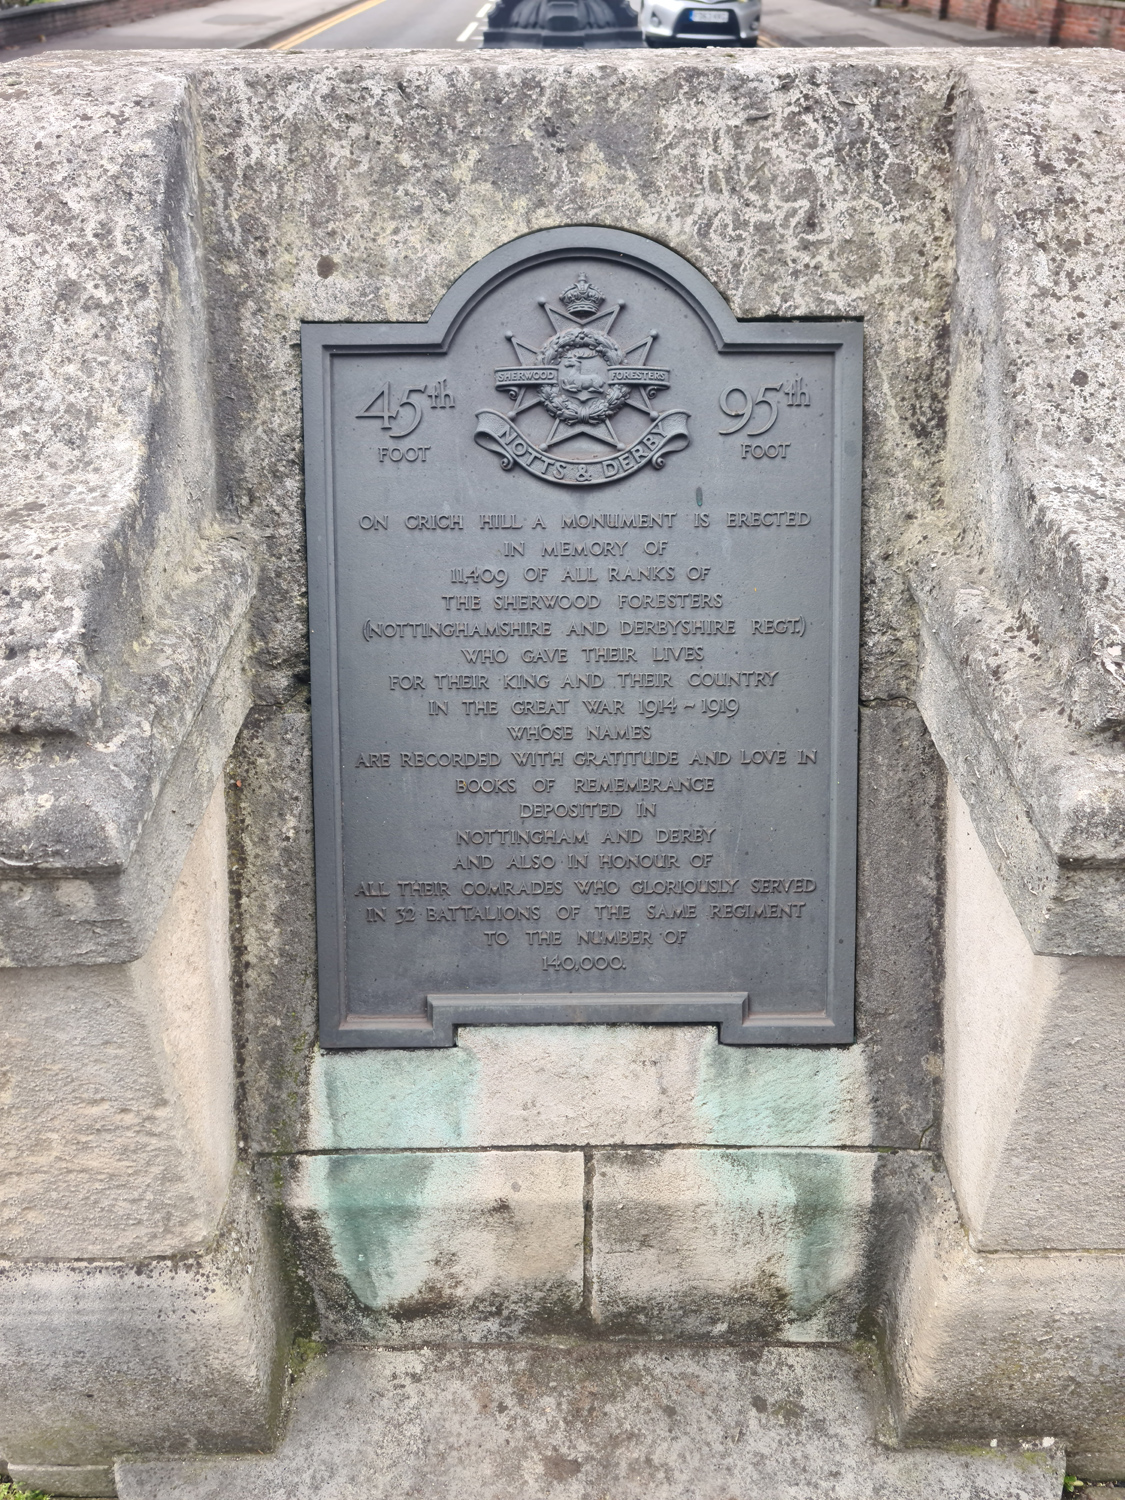 SHERWOOD FORESTERS
NOTTS & DERBY
45th
FOOT
95th
FOOT
ON CRICH HILL A MONUMENT IS ERECTED
IN MEMORY OF
11409 OF ALL RANKS OF
THE SHERWOOD FORESTERS
(NOTTINGHAMSHIRE AND DERBYSHIRE REGT.)
WHO GAVE THEIR LIVES
FOR THEIR KING AND THEIR COUNTRY
IN THE GREAT WAR 1914 ~ 1919
WHOSE NAMES
ARE RECORDED WITH GRATITUDE AND LOVE IN
BOOKS OF REMEMBRANCE
DEPOSITED IN
NOTTINGHAM AND DERBY
AND ALSO IN HONOUR OF
ALL THEIR COMRADES WHO GLORIOUSLY SERVED
IN 32 BATTALIONS OF THE SAME REGIMENT
TO THE NUMBER OF
140,000.